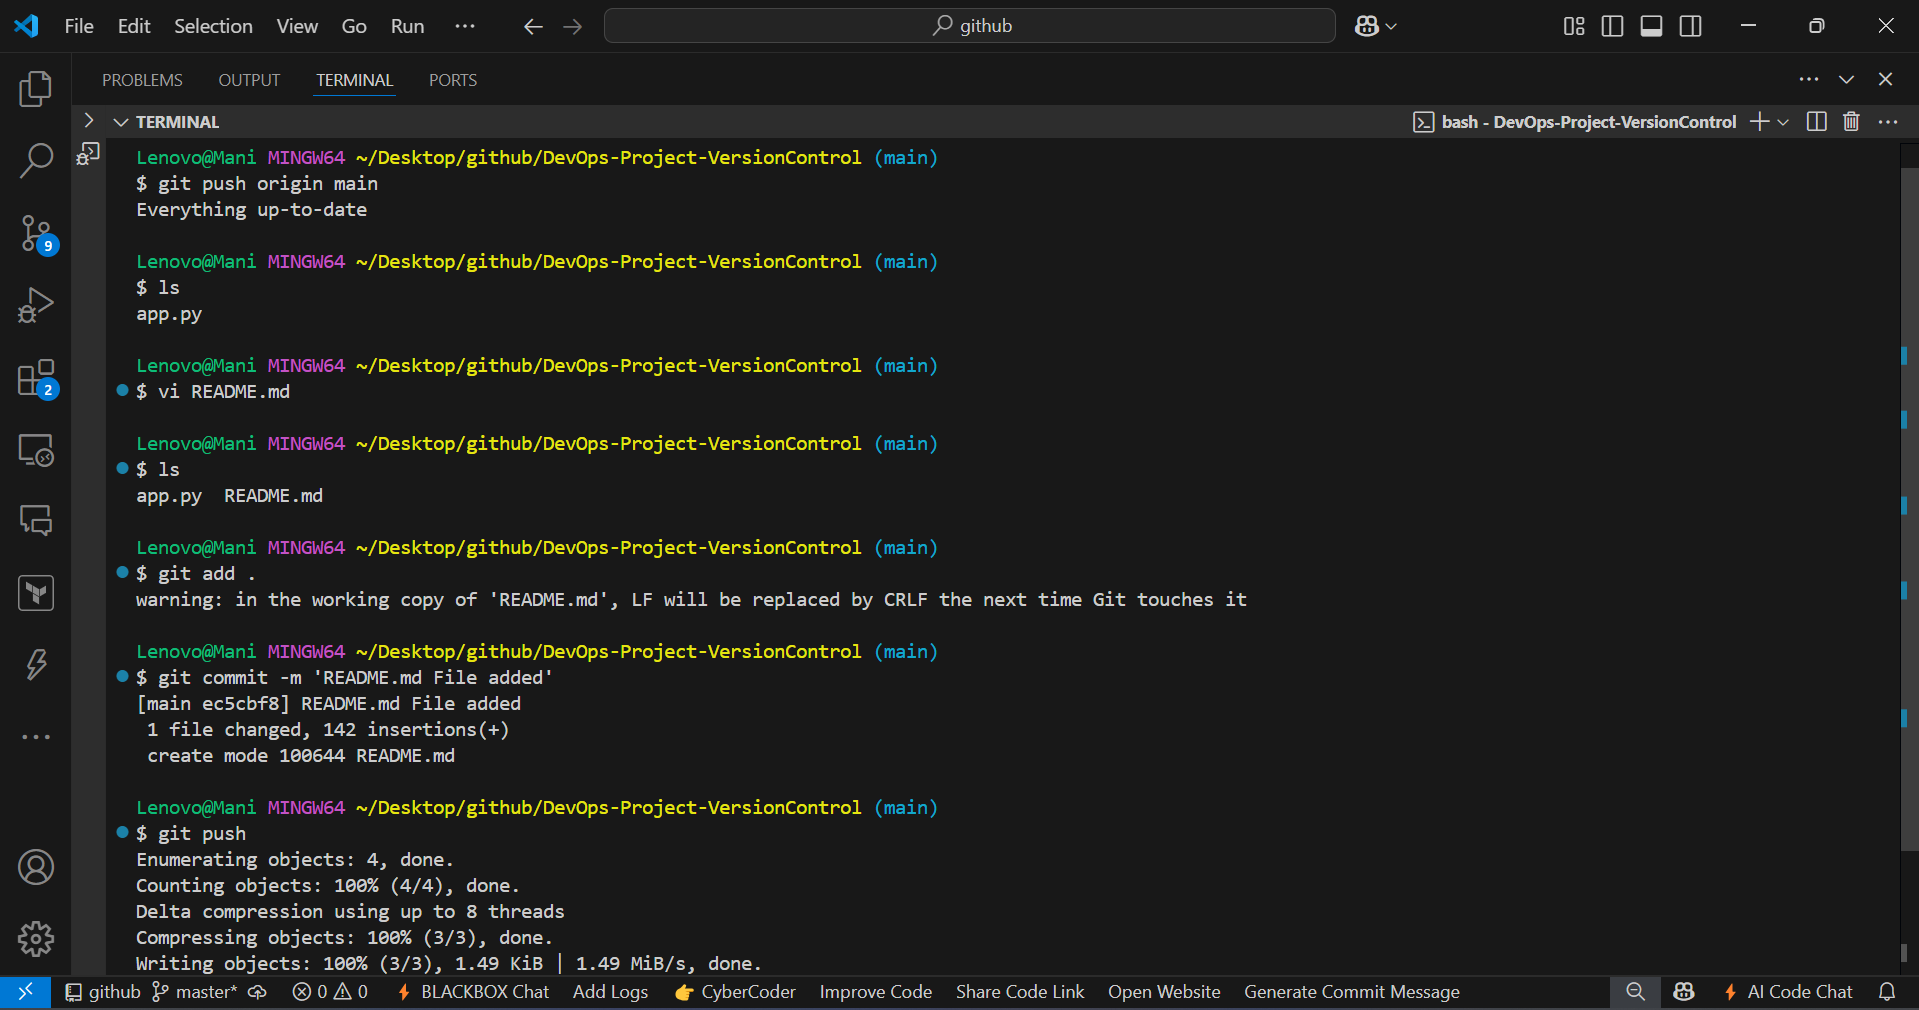 File Edit Selection View Go Run ··· github
PROBLEMS OUTPUT TERMINAL PORTS
TERMINAL bash - DevOps-Project-VersionControl
Lenovo@Mani MINGW64 ~/Desktop/github/DevOps-Project-VersionControl (main)
$ git push origin main
Everything up-to-date
Lenovo@Mani MINGW64 ~/Desktop/github/DevOps-Project-VersionControl (main)
$ ls
app.py
Lenovo@Mani MINGW64 ~/Desktop/github/DevOps-Project-VersionControl (main)
$ vi README.md
Lenovo@Mani MINGW64 ~/Desktop/github/DevOps-Project-VersionControl (main)
$ ls
app.py  README.md
Lenovo@Mani MINGW64 ~/Desktop/github/DevOps-Project-VersionControl (main)
$ git add .
warning: in the working copy of 'README.md', LF will be replaced by CRLF the next time Git touches it
Lenovo@Mani MINGW64 ~/Desktop/github/DevOps-Project-VersionControl (main)
$ git commit -m 'README.md File added'
[main ec5cbf8] README.md File added
1 file changed, 142 insertions(+)
create mode 100644 README.md
Lenovo@Mani MINGW64 ~/Desktop/github/DevOps-Project-VersionControl (main)
$ git push
Enumerating objects: 4, done.
Counting objects: 100% (4/4), done.
Delta compression using up to 8 threads
Compressing objects: 100% (3/3), done.
Writing objects: 100% (3/3), 1.49 KiB | 1.49 MiB/s, done.
9
2
github master* 0 0 BLACKBOX Chat Add Logs 👉 CyberCoder Improve Code Share Code Link Open Website Generate Commit Message AI Code Chat